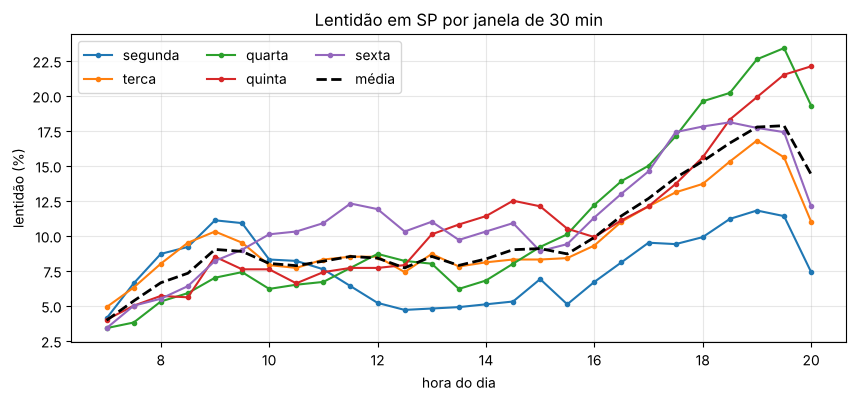 Lentidão em SP por janela de 30 min
segunda quarta sexta
terca quinta média
22.5
20.0
17.5
15.0
12.5
10.0
7.5
5.0
2.5
lentidão (%)
8 10 12 14 16 18 20
hora do dia